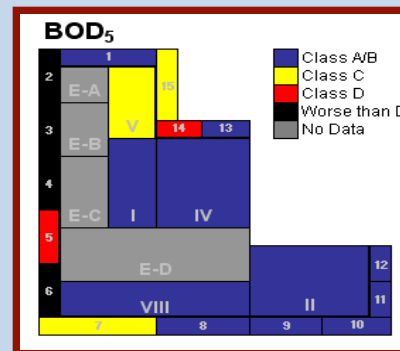 BOD5
1
2
E-A
V
15
3
14
13
E-B
4
E-C
I
IV
5
E-D
12
6
VIII
II
11
7
8
9
10
Class A/B
Class C
Class D
Worse than D
No Data